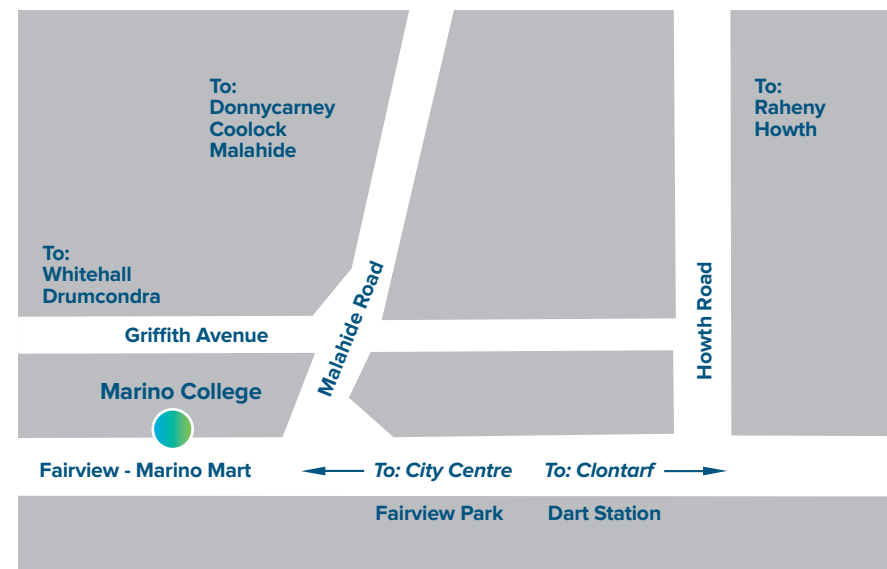 To:
Donnycarney
Coolock
Malahide
To:
Raheny
Howth
To:
Whitehall
Drumcondra
Griffith Avenue
Malahide Road
Howth Road
Marino College
Fairview - Marino Mart
To: City Centre
To: Clontarf
Fairview Park
Dart Station